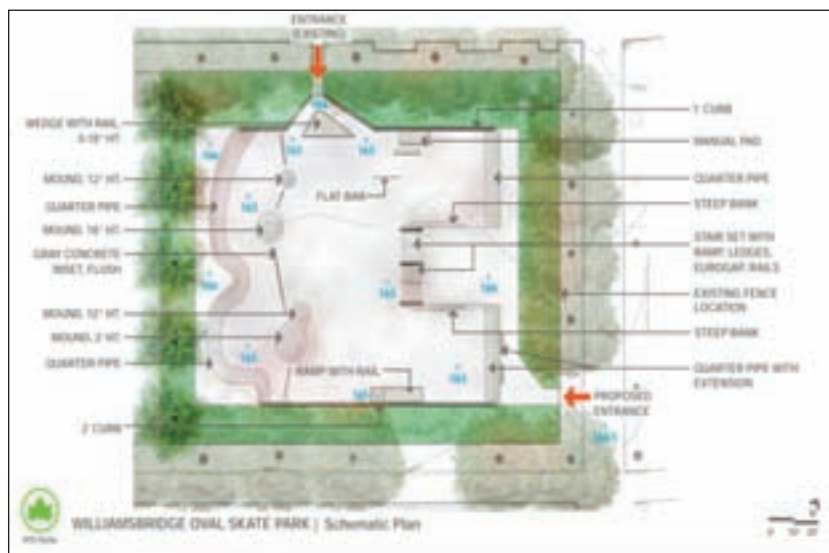 ENTRANCE
(EXISTING)
WEDGE WITH RAIL
MOUND, 12" HT.
QUARTER PIPE
MOUND, 18" HT.
GRAY CONCRETE
INSET, FLUSH
MOUND, 12" HT.
MOUND, 2' HT.
QUARTER PIPE
2' CURB
FLAT BAR
RAMP WITH RAIL
1' CURB
MANUAL PAD
QUARTER PIPE
STEEP BANK
STAIR SET WITH
RAMP, LEDGES,
EUROGAP, RAILS
EXISTING FENCE
LOCATION
STEEP BANK
QUARTER PIPE WITH
EXTENSION
PROPOSED
ENTRANCE
WILLIAMSBRIDGE OVAL SKATE PARK | Schematic Plan